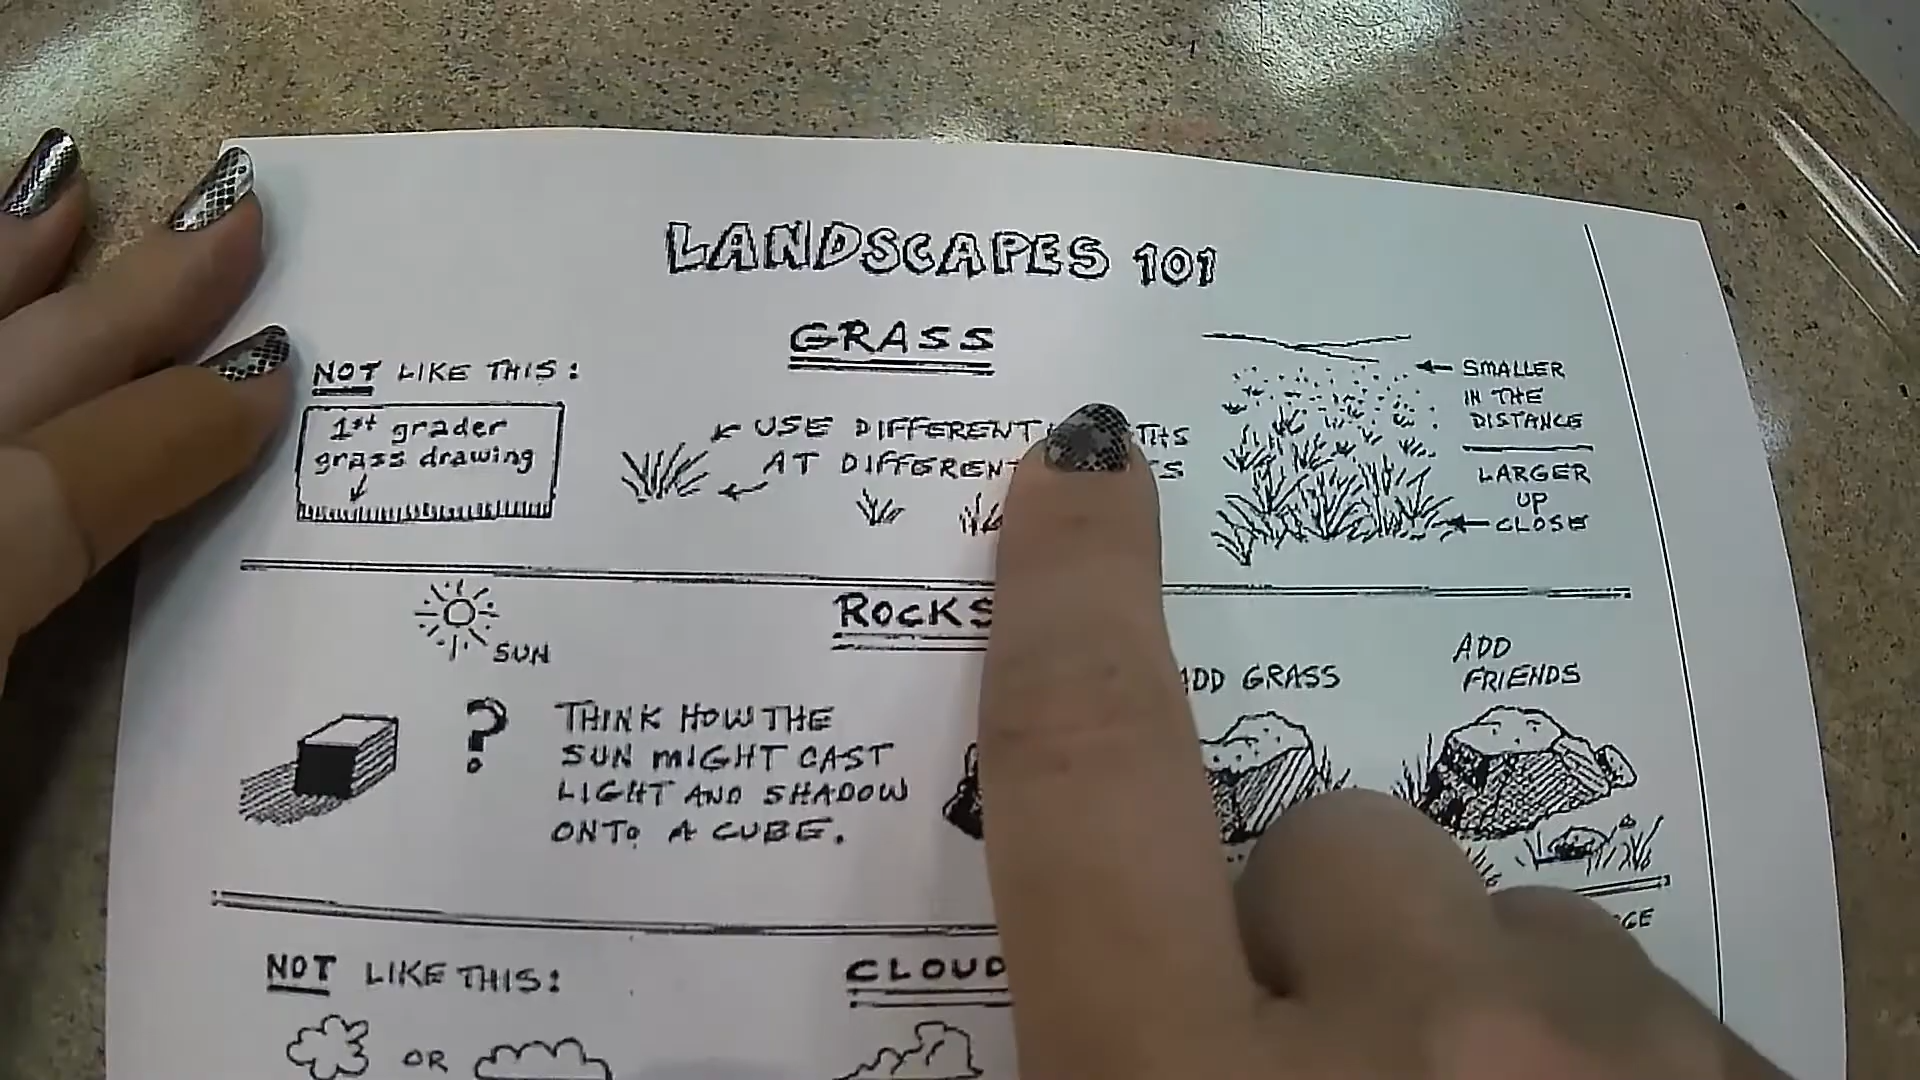 LANDSCAPES 101
GRASS
NOT LIKE THIS:
1st grader
grass drawing
USE DIFFERENT
AT DIFFERENT
SMALLER
IN THE
DISTANCE
LARGER
UP
CLOSE
ROCKS
SUN
?
THINK HOW THE
SUN MIGHT CAST
LIGHT AND SHADOW
ONTO A CUBE.
ADD GRASS
ADD
FRIENDS
NOT LIKE THIS:
OR
CLOUD